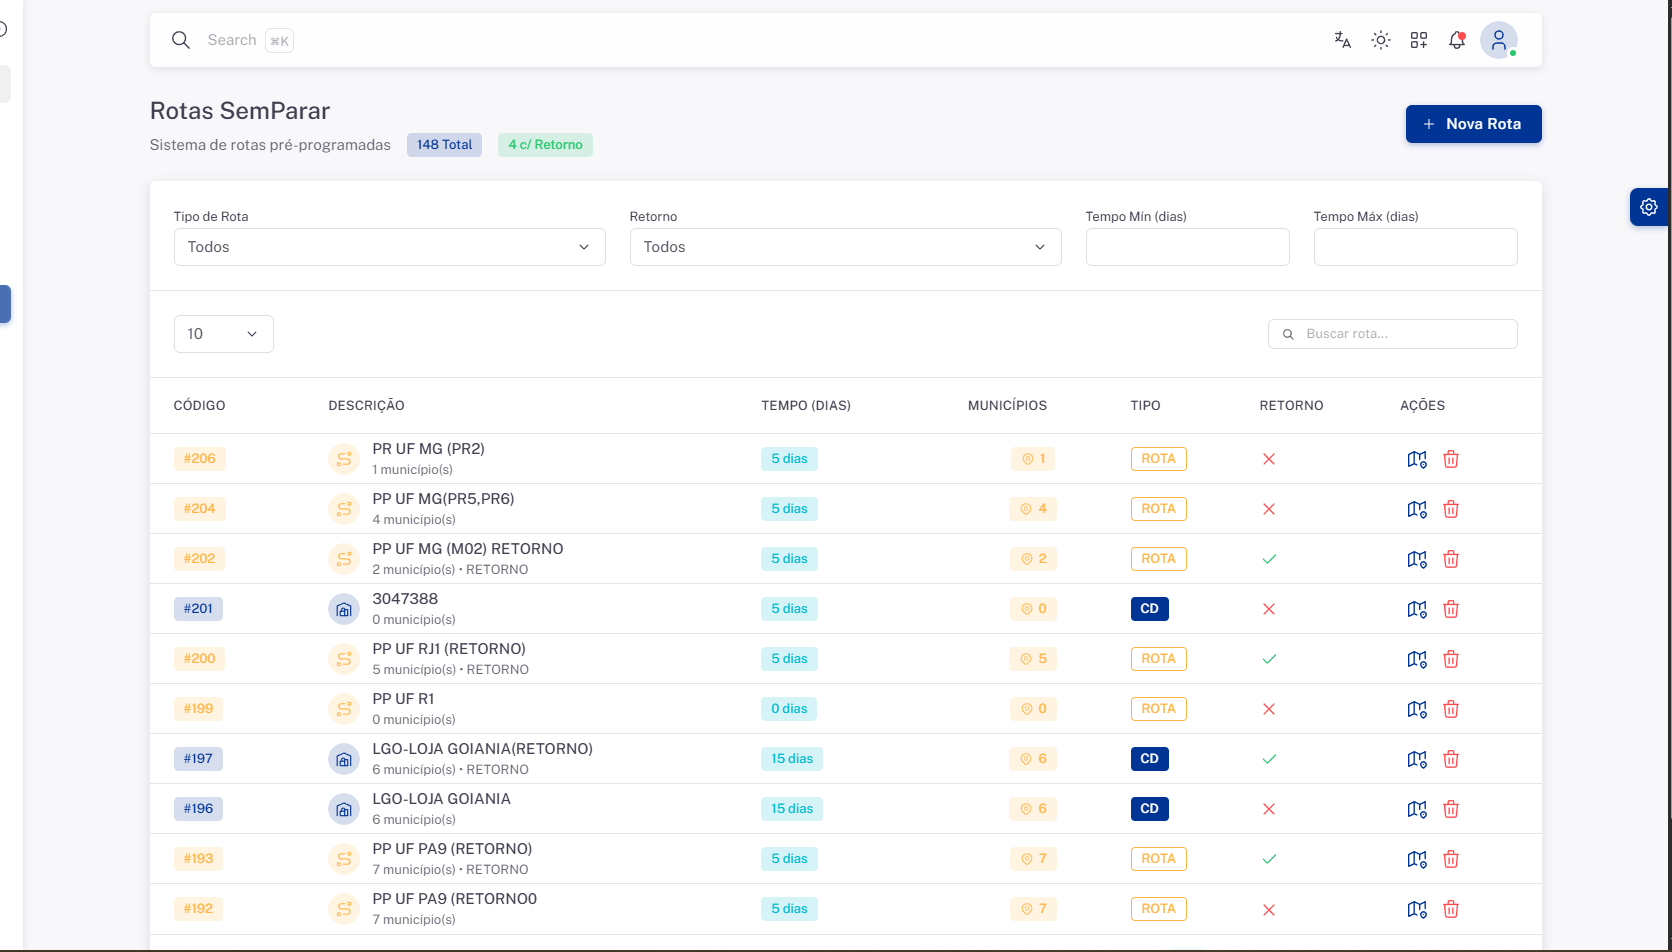 Search ⌘K
Rotas SemParar
Sistema de rotas pré-programadas 148 Total 4 c/ Retorno
+ Nova Rota
Tipo de Rota Retorno Tempo Mín (dias) Tempo Máx (dias)
Todos Todos
10 Buscar rota...
CÓDIGO DESCRIÇÃO TEMPO (DIAS) MUNICÍPIOS TIPO RETORNO AÇÕES
#206 PR UF MG (PR2) 5 dias 1 ROTA
1 município(s)
#204 PP UF MG(PR5,PR6) 5 dias 4 ROTA
4 município(s)
#202 PP UF MG (M02) RETORNO 5 dias 2 ROTA
2 município(s) • RETORNO
#201 3047388 5 dias 0 CD
0 município(s)
#200 PP UF RJ1 (RETORNO) 5 dias 5 ROTA
5 município(s) • RETORNO
#199 PP UF R1 0 dias 0 ROTA
0 município(s)
#197 LGO-LOJA GOIANIA(RETORNO) 15 dias 6 CD
6 município(s) • RETORNO
#196 LGO-LOJA GOIANIA 15 dias 6 CD
6 município(s)
#193 PP UF PA9 (RETORNO) 5 dias 7 ROTA
7 município(s) • RETORNO
#192 PP UF PA9 (RETORNO0 5 dias 7 ROTA
7 município(s)